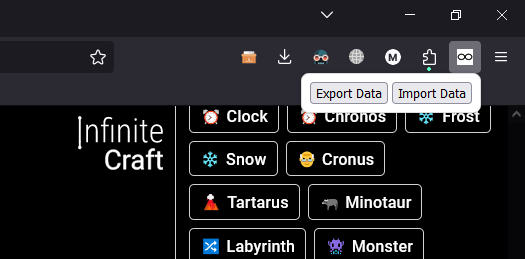 M
Export Data Import Data
Infinite
Craft
Clock Chronos Frost
Snow Cronus
Tartarus Minotaur
Labyrinth Monster